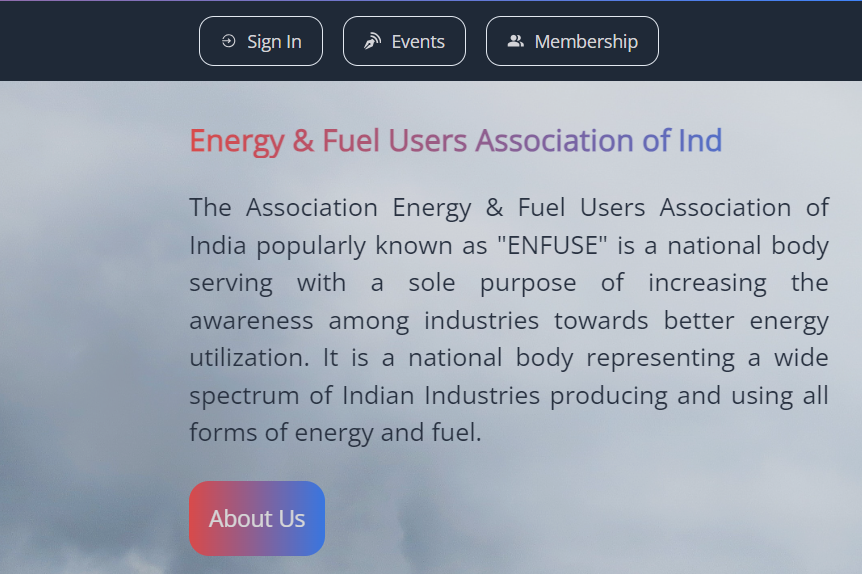 Sign In
Events
Membership
Energy & Fuel Users Association of Ind
The Association Energy & Fuel Users Association of
India popularly known as "ENFUSE" is a national body
serving with a sole purpose of increasing the
awareness among industries towards better energy
utilization. It is a national body representing a wide
spectrum of Indian Industries producing and using all
forms of energy and fuel.
About Us